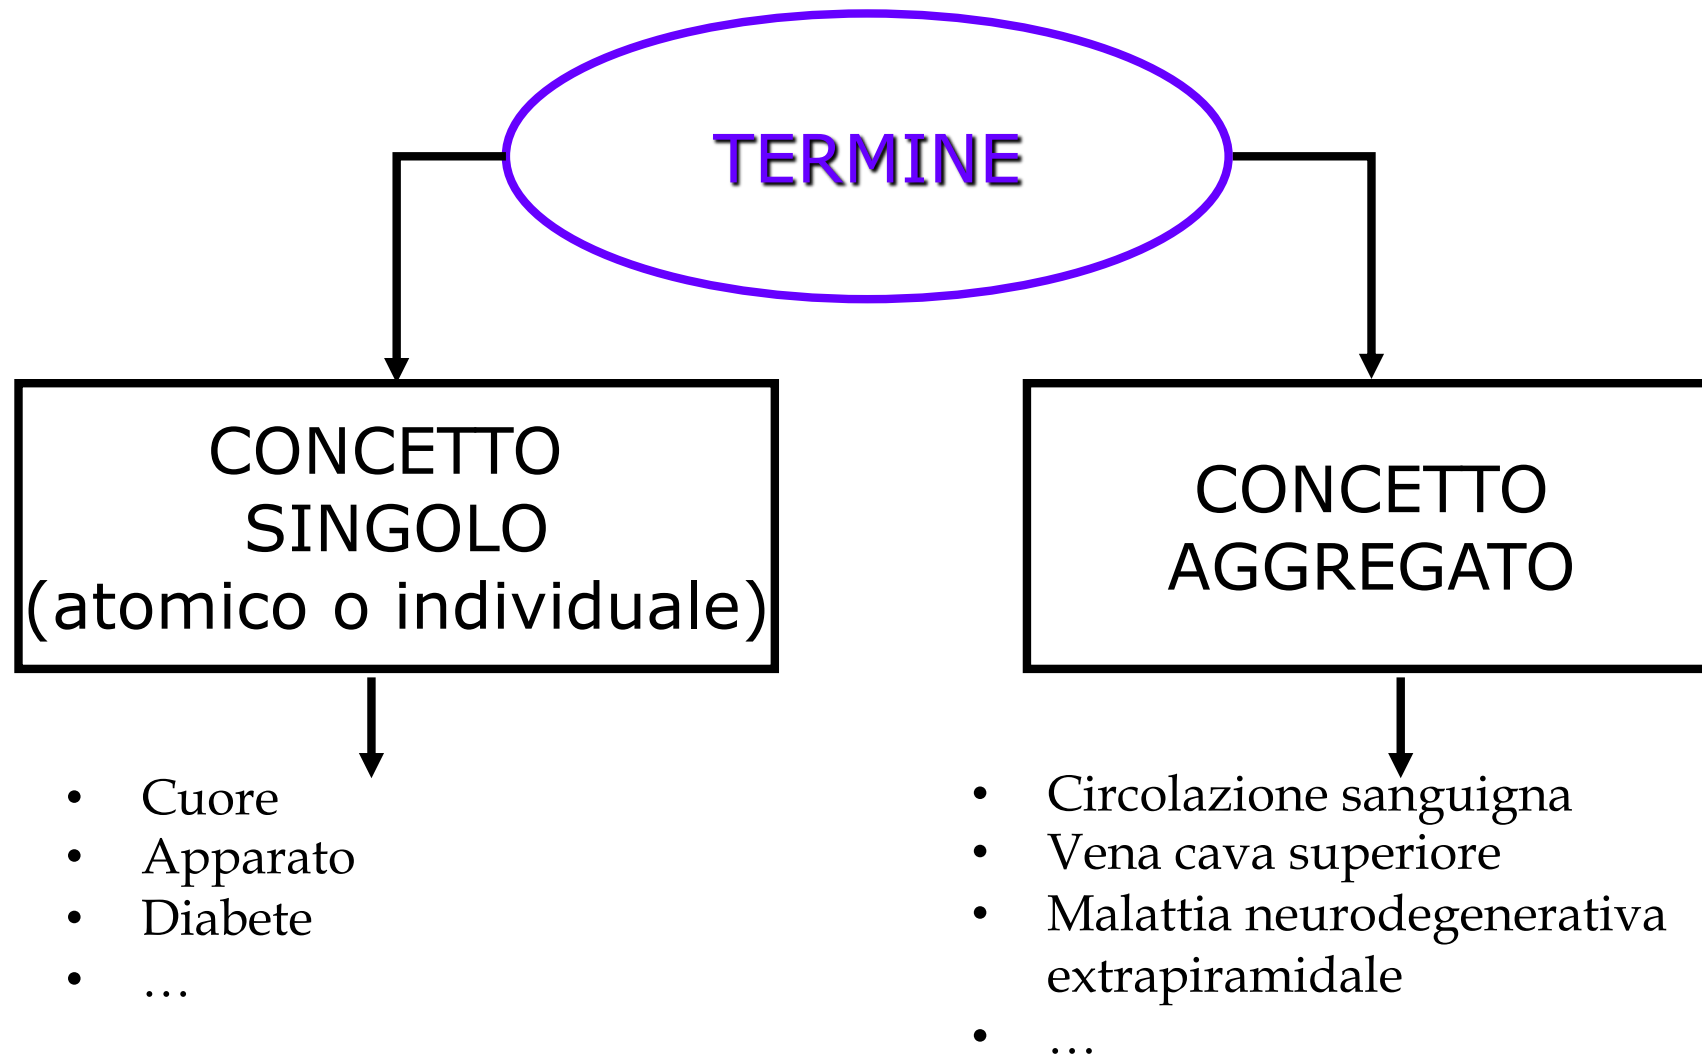 TERMINE
CONCETTO
SINGOLO
(atomico o individuale)
CONCETTO
AGGREGATO
• Cuore
• Apparato
• Diabete
• …
• Circolazione sanguigna
• Vena cava superiore
• Malattia neurodegenerativa
extrapiramidale
• …